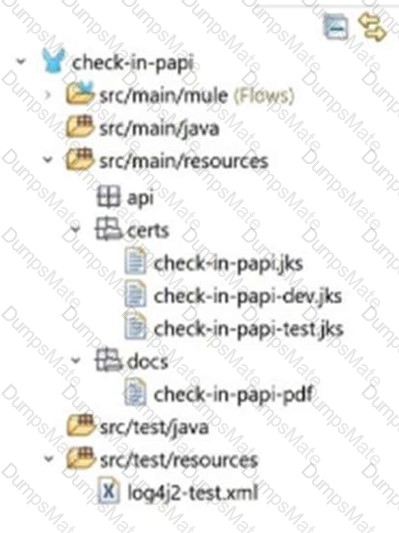 check-in-papi
src/main/mule (Flows)
src/main/java
src/main/resources
api
certs
check-in-papi.jks
check-in-papi-dev.jks
check-in-papi-test.jks
docs
check-in-papi-pdf
src/test/java
src/test/resources
log4j2-test.xml
DumpsMate